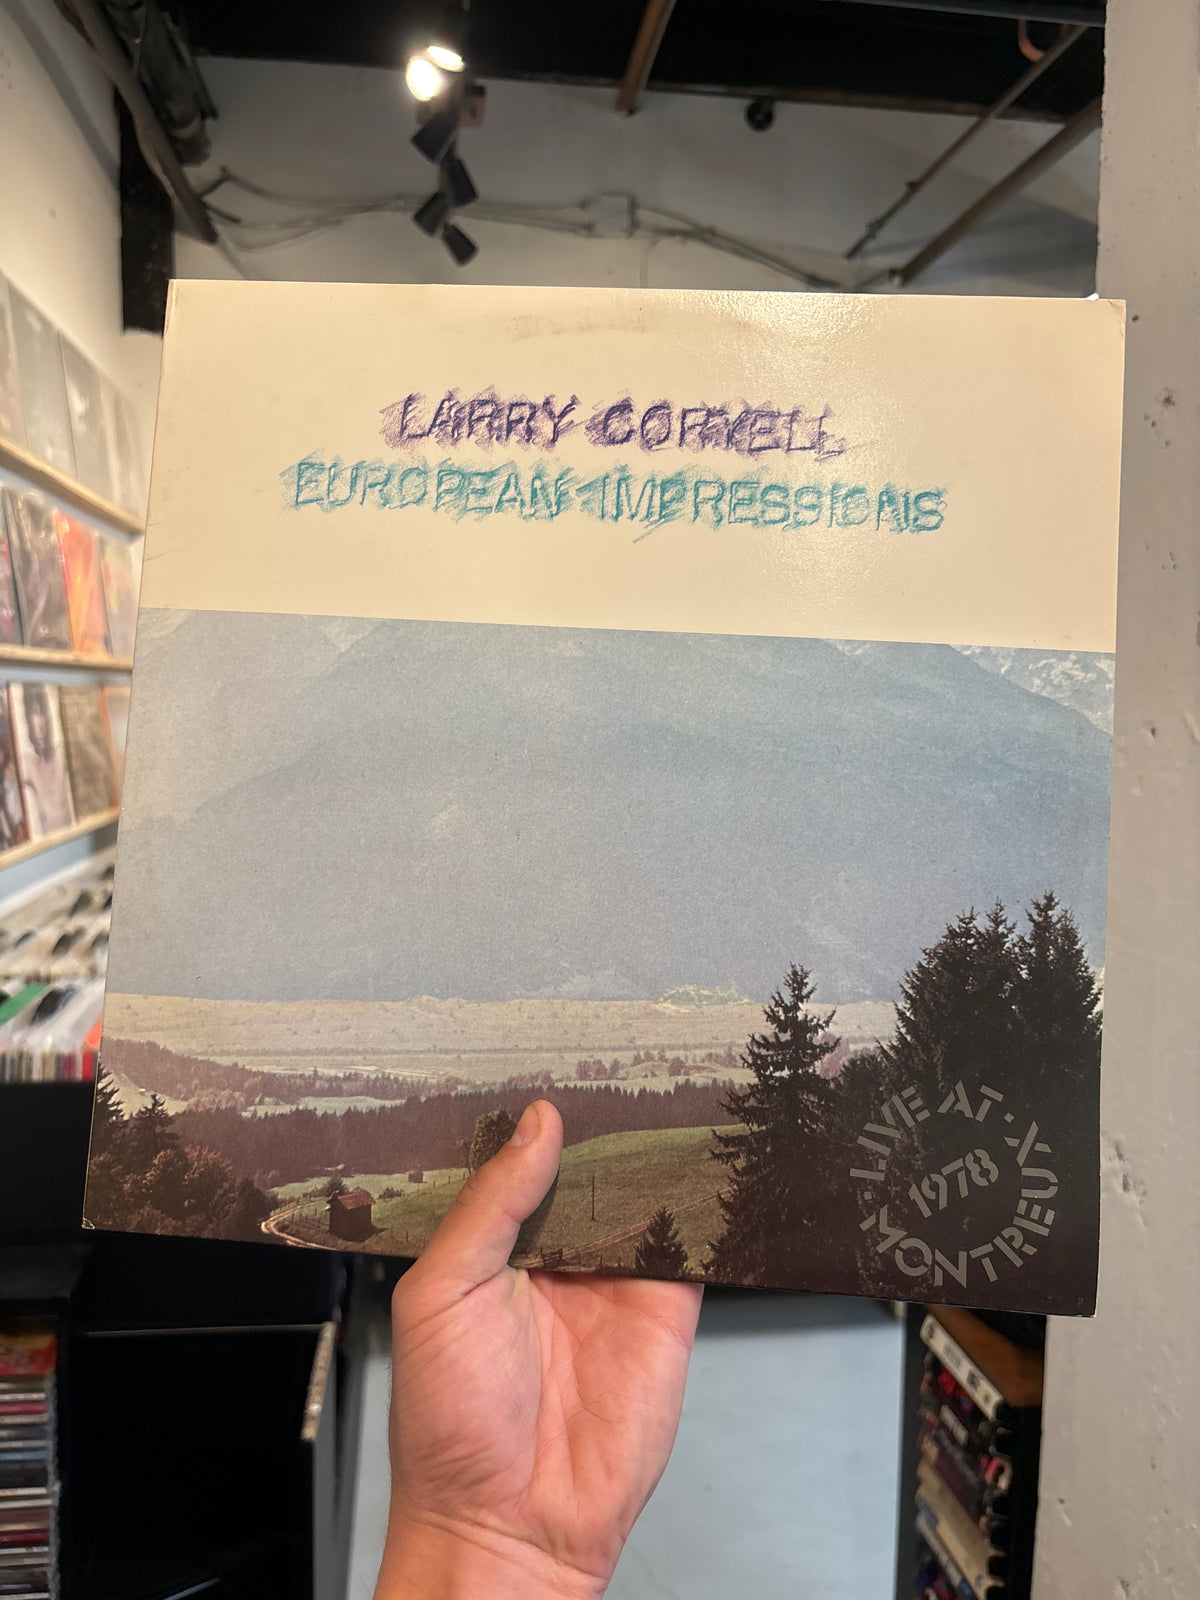 LARRY CORYELL
EUROPEAN IMPRESSIONS
·LIVE AT·
1978
MONTREUX